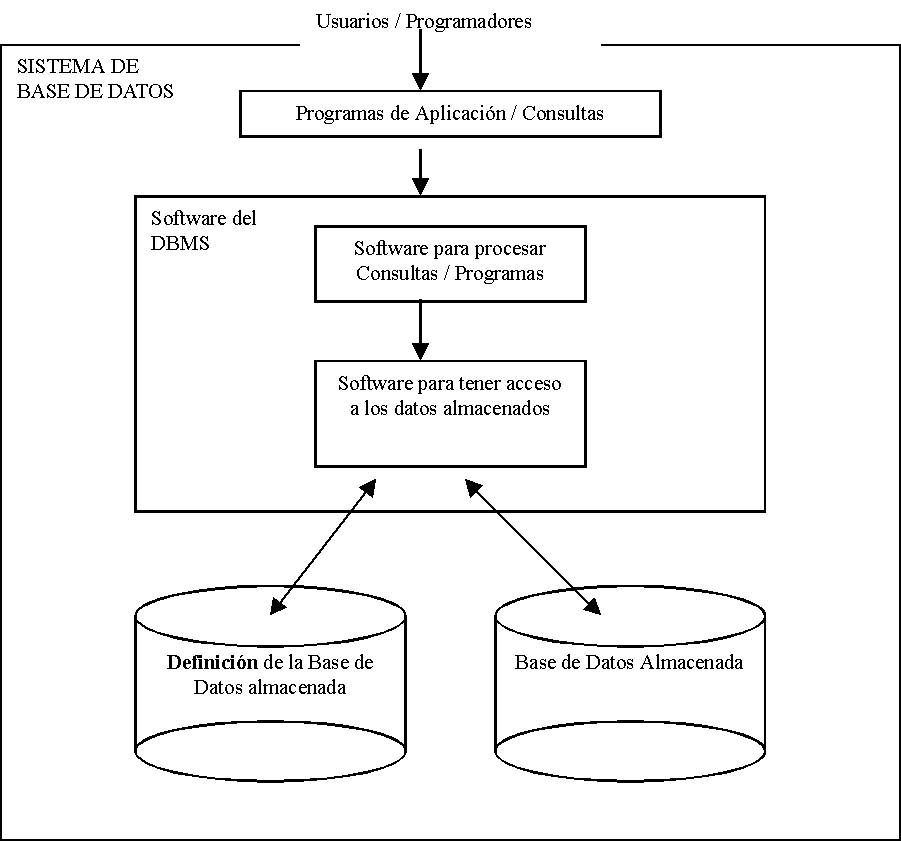 Usuarios / Programadores
SISTEMA DE
BASE DE DATOS
Programas de Aplicación / Consultas
Software del
DBMS
Software para procesar
Consultas / Programas
Software para tener acceso
a los datos almacenados
Definición de la Base de
Datos almacenada
Base de Datos Almacenada